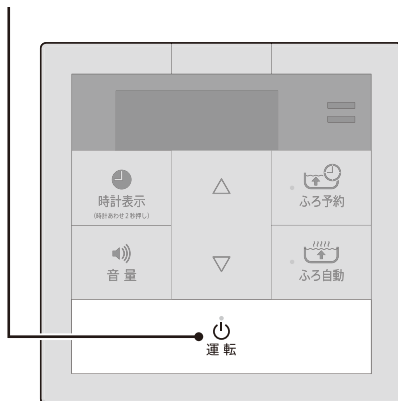 時計表示
(時計あわせ2秒押し)
ふろ予約
音量
ふろ自動
運転